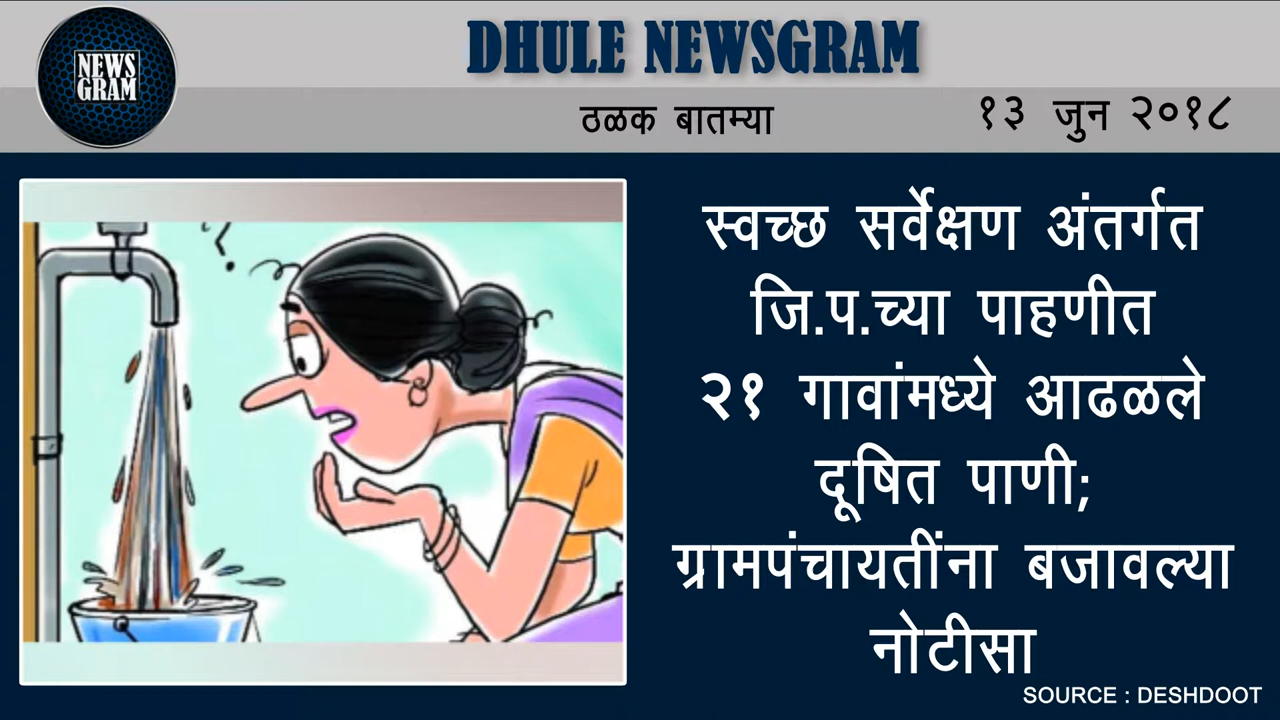 NEWS
GRAM
DHULE NEWSGRAM
ठळक बातम्या
१३ जुन २०१८
स्वच्छ सर्वेक्षण अंतर्गत
जि.प.च्या पाहणीत
२१ गावांमध्ये आढळले
दूषित पाणी;
ग्रामपंचायतींना बजावल्या
नोटीसा
SOURCE : DESHDOOT